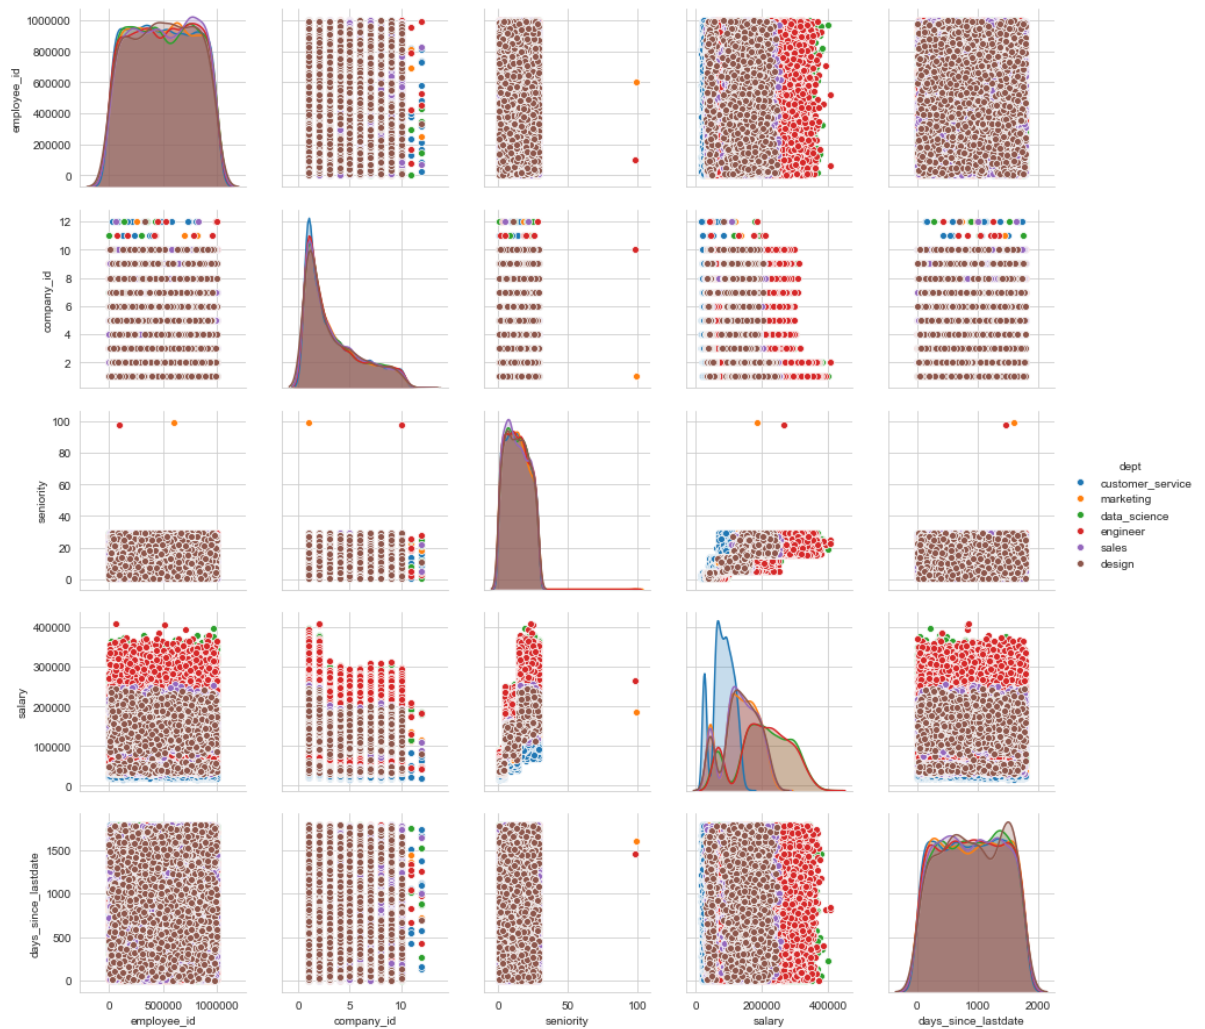 employee_id
1000000
800000
600000
400000
200000
0
company_id
12
10
8
6
4
2
seniority
100
80
60
40
20
0
dept
customer_service
marketing
data_science
engineer
sales
design
salary
400000
300000
200000
100000
0
days_since_lastdate
1500
1000
500
0
0 500000 1000000 0 5 10 0 50 100 0 200000 400000 0 1000 2000
employee_id company_id seniority salary days_since_lastdate